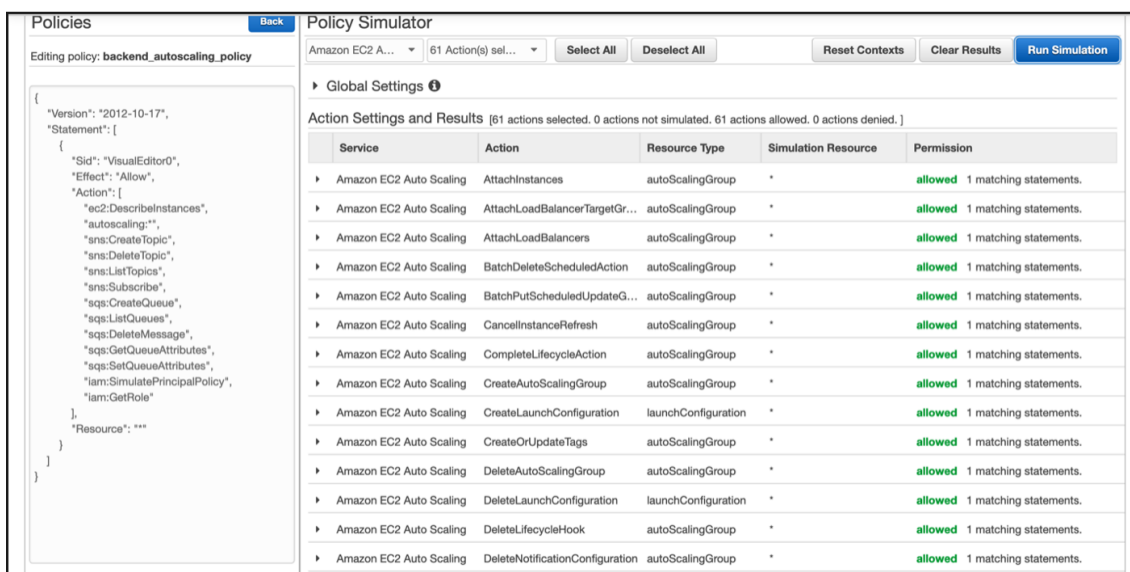 Policies
Back
Editing policy: backend_autoscaling_policy
{
"Version": "2012-10-17",
"Statement": [
{
"Sid": "VisualEditor0",
"Effect": "Allow",
"Action": [
"ec2:DescribeInstances",
"autoscaling:*",
"sns:CreateTopic",
"sns:DeleteTopic",
"sns:ListTopics",
"sns:Subscribe",
"sqs:CreateQueue",
"sqs:ListQueues",
"sqs:DeleteMessage",
"sqs:GetQueueAttributes",
"sqs:SetQueueAttributes",
"iam:SimulatePrincipalPolicy",
"iam:GetRole"
],
"Resource": "*"
}
]
}
Policy Simulator
Amazon EC2 A... 61 Action(s) sel... Select All Deselect All Reset Contexts Clear Results Run Simulation
Global Settings
Action Settings and Results [61 actions selected. 0 actions not simulated. 61 actions allowed. 0 actions denied. ]
Service Action Resource Type Simulation Resource Permission
Amazon EC2 Auto Scaling AttachInstances autoScalingGroup * allowed 1 matching statements.
Amazon EC2 Auto Scaling AttachLoadBalancerTargetGr... autoScalingGroup * allowed 1 matching statements.
Amazon EC2 Auto Scaling AttachLoadBalancers autoScalingGroup * allowed 1 matching statements.
Amazon EC2 Auto Scaling BatchDeleteScheduledAction autoScalingGroup * allowed 1 matching statements.
Amazon EC2 Auto Scaling BatchPutScheduledUpdateG... autoScalingGroup * allowed 1 matching statements.
Amazon EC2 Auto Scaling CancelInstanceRefresh autoScalingGroup * allowed 1 matching statements.
Amazon EC2 Auto Scaling CompleteLifecycleAction autoScalingGroup * allowed 1 matching statements.
Amazon EC2 Auto Scaling CreateAutoScalingGroup autoScalingGroup * allowed 1 matching statements.
Amazon EC2 Auto Scaling CreateLaunchConfiguration launchConfiguration * allowed 1 matching statements.
Amazon EC2 Auto Scaling CreateOrUpdateTags autoScalingGroup * allowed 1 matching statements.
Amazon EC2 Auto Scaling DeleteAutoScalingGroup autoScalingGroup * allowed 1 matching statements.
Amazon EC2 Auto Scaling DeleteLaunchConfiguration launchConfiguration * allowed 1 matching statements.
Amazon EC2 Auto Scaling DeleteLifecycleHook autoScalingGroup * allowed 1 matching statements.
Amazon EC2 Auto Scaling DeleteNotificationConfiguration autoScalingGroup * allowed 1 matching statements.